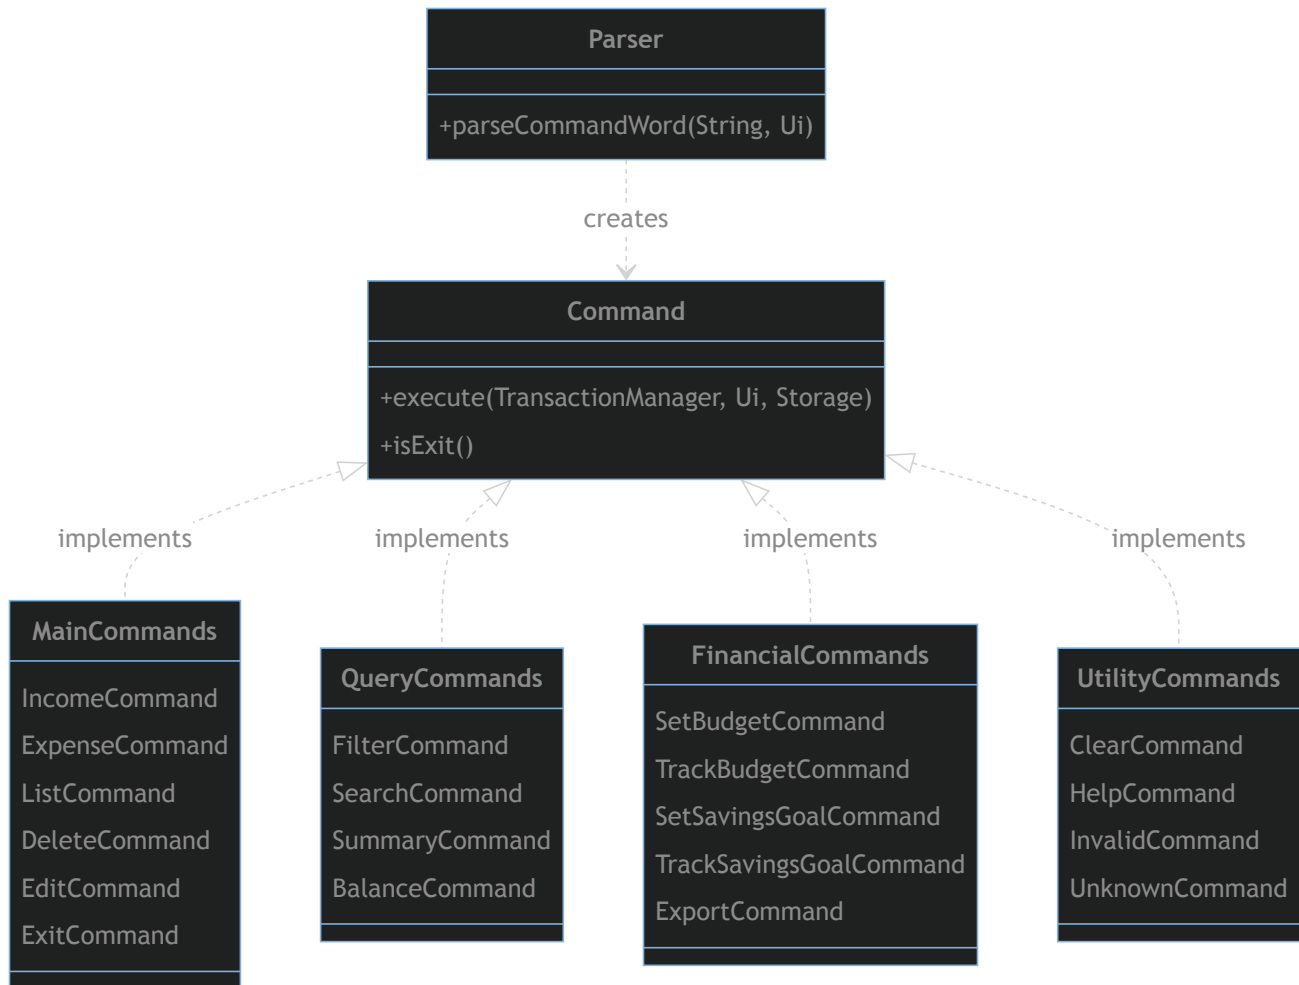 Parser
+parseCommandWord(String, Ui)
creates
Command
+execute(TransactionManager, Ui, Storage)
+isExit()
implements
implements
implements
implements
MainCommands
IncomeCommand
ExpenseCommand
ListCommand
DeleteCommand
EditCommand
ExitCommand
QueryCommands
FilterCommand
SearchCommand
SummaryCommand
BalanceCommand
FinancialCommands
SetBudgetCommand
TrackBudgetCommand
SetSavingsGoalCommand
TrackSavingsGoalCommand
ExportCommand
UtilityCommands
ClearCommand
HelpCommand
InvalidCommand
UnknownCommand